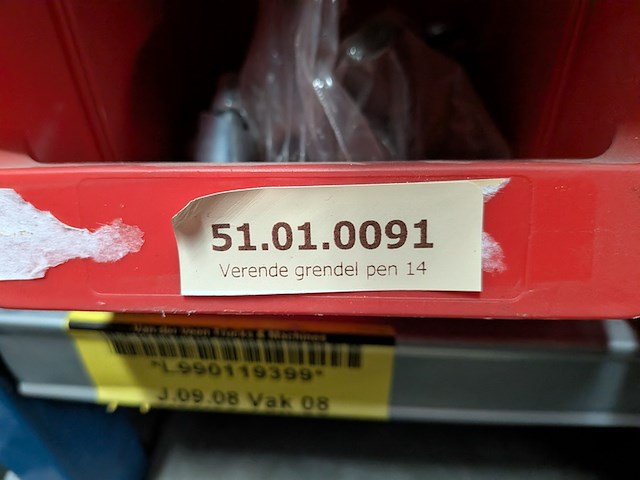 51.01.0091
Verende grendel pen 14
Van der Veen Trucks & Machines
*L990119399*
J.09.08 Vak 08